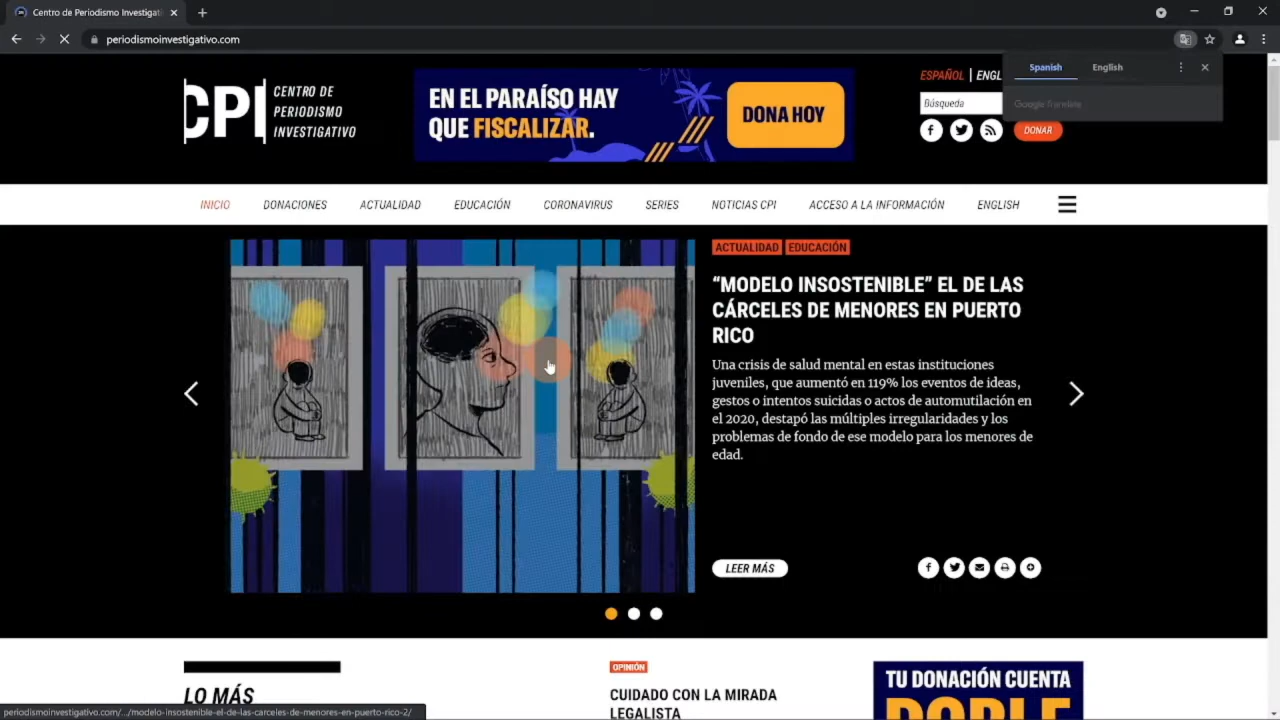 Centro de Periodismo Investigati
periodismoinvestigativo.com
Spanish
English
Google Translate
CPI
CENTRO DE
PERIODISMO
INVESTIGATIVO
EN EL PARAÍSO HAY
QUE FISCALIZAR.
DONA HOY
ESPAÑOL | ENGL
Búsqueda
DONAR
INICIO
DONACIONES
ACTUALIDAD
EDUCACIÓN
CORONAVIRUS
SERIES
NOTICIAS CPI
ACCESO A LA INFORMACIÓN
ENGLISH
ACTUALIDAD EDUCACIÓN
“MODELO INSOSTENIBLE” EL DE LAS
CÁRCELES DE MENORES EN PUERTO
RICO
Una crisis de salud mental en estas instituciones
juveniles, que aumentó en 119% los eventos de ideas,
gestos o intentos suicidas o actos de automutilación en
el 2020, destapó las múltiples irregularidades y los
problemas de fondo de ese modelo para los menores de
edad.
LEER MÁS
LO MÁS
OPINIÓN
CUIDADO CON LA MIRADA
LEGALISTA
TU DONACIÓN CUENTA
DOBLE
periodismoinvestigativo.com/.../modelo-insostenible-el-de-las-carceles-de-menores-en-puerto-rico-2/